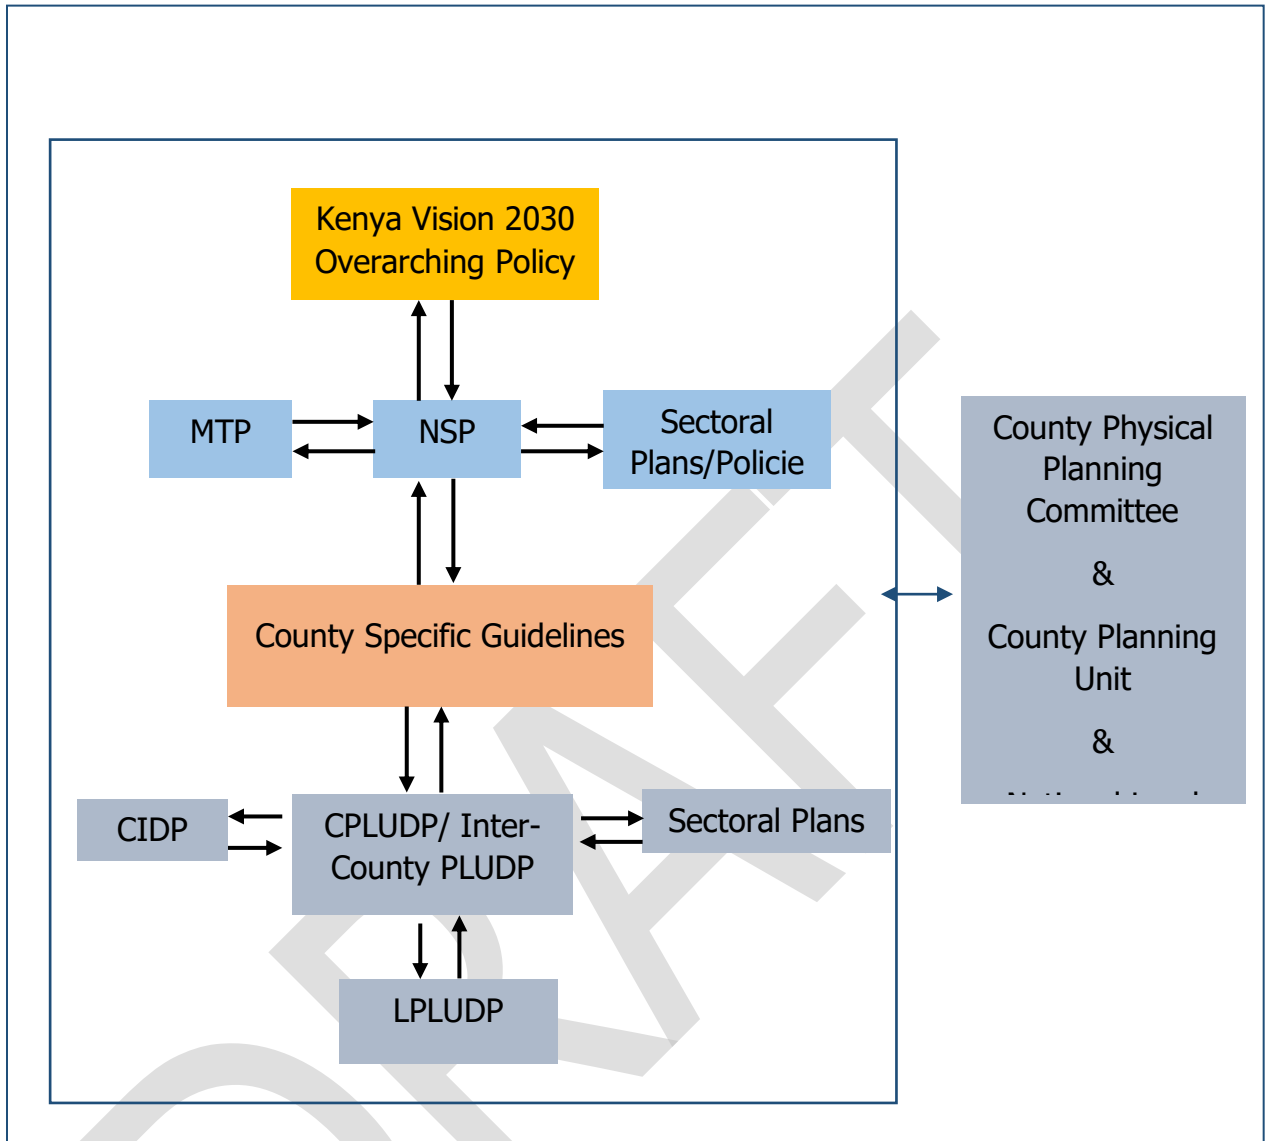 Kenya Vision 2030
Overarching Policy
MTP
NSP
Sectoral
Plans/Policie
County Specific Guidelines
CIDP
CPLUDP/ Inter-
County PLUDP
Sectoral Plans
LPLUDP
County Physical
Planning
Committee
&
County Planning
Unit
&
DRAFT